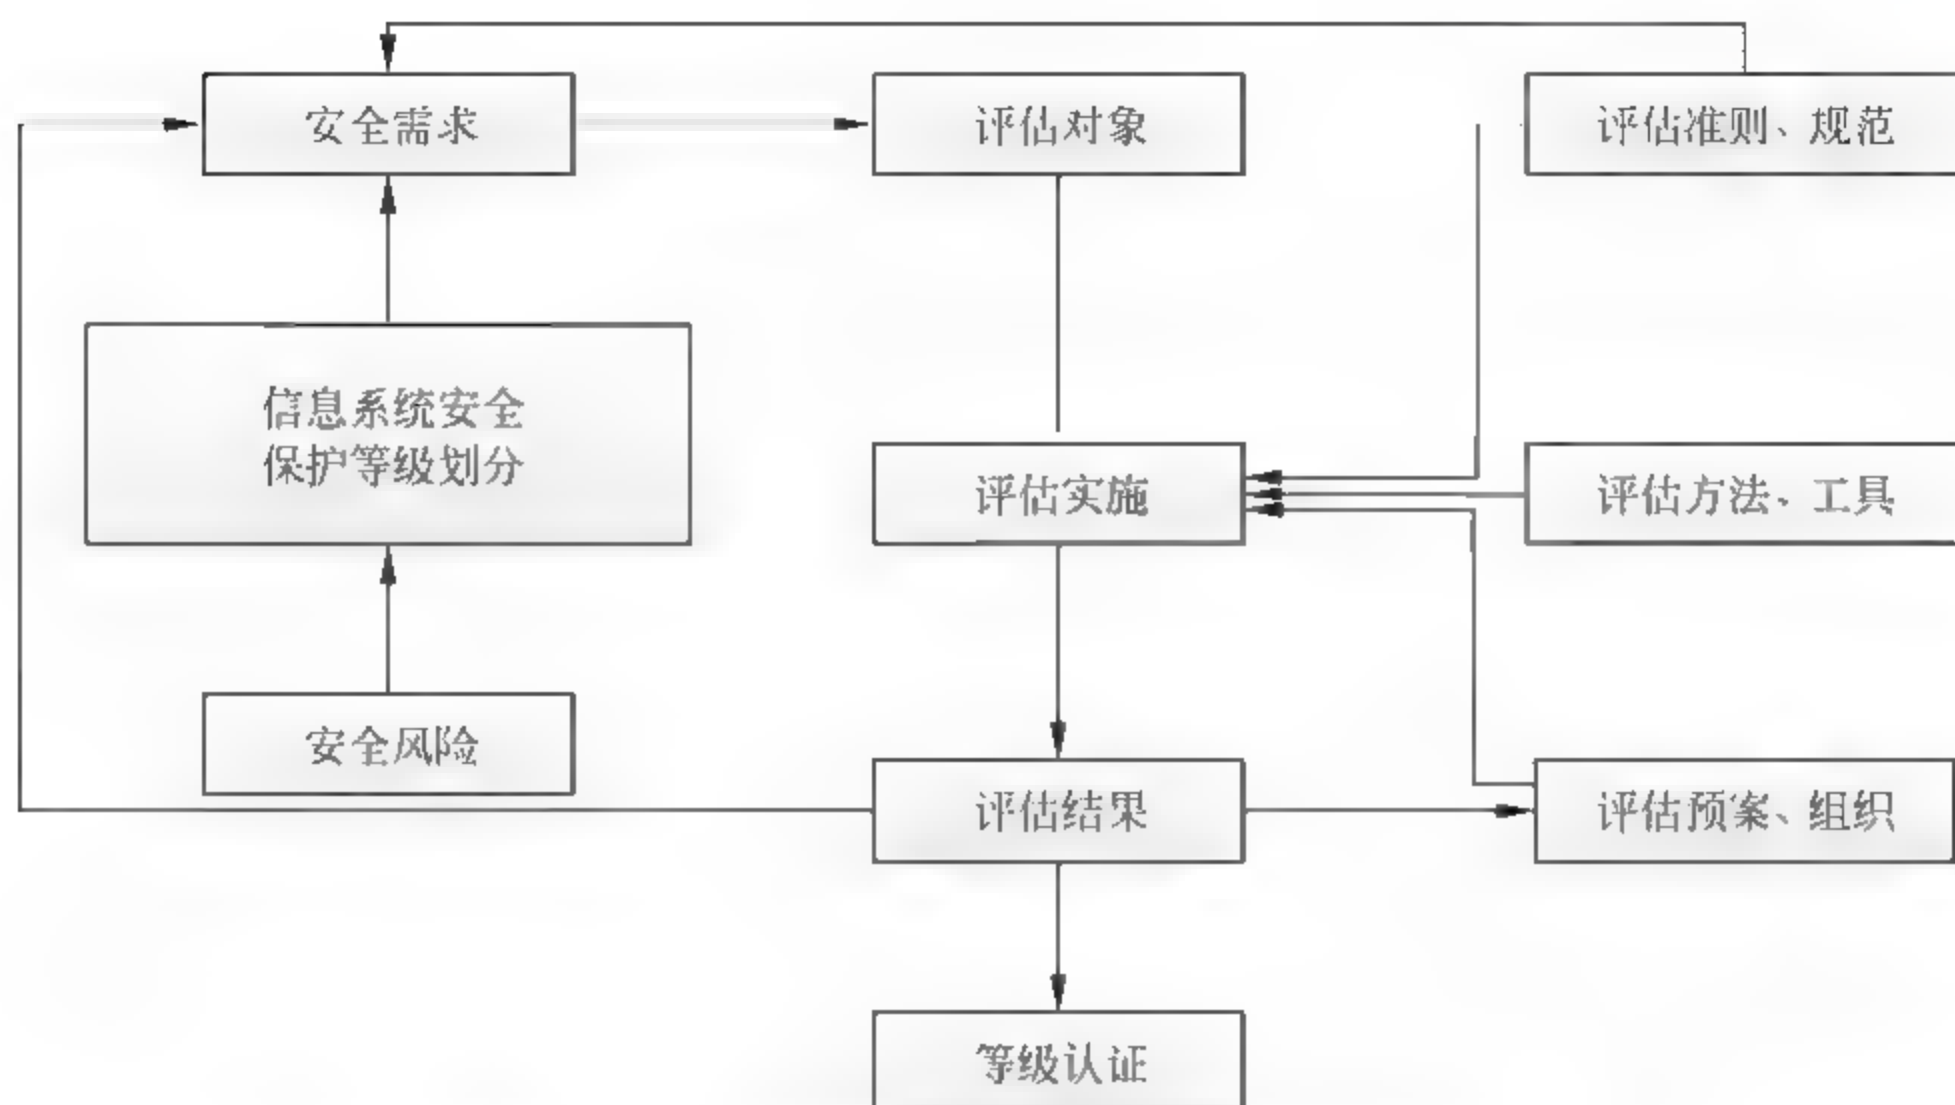 安全需求
评估对象
评估准则、规范
信息系统安全
保护等级划分
评估实施
评估方法、工具
安全风险
评估结果
评估预案、组织
等级认证